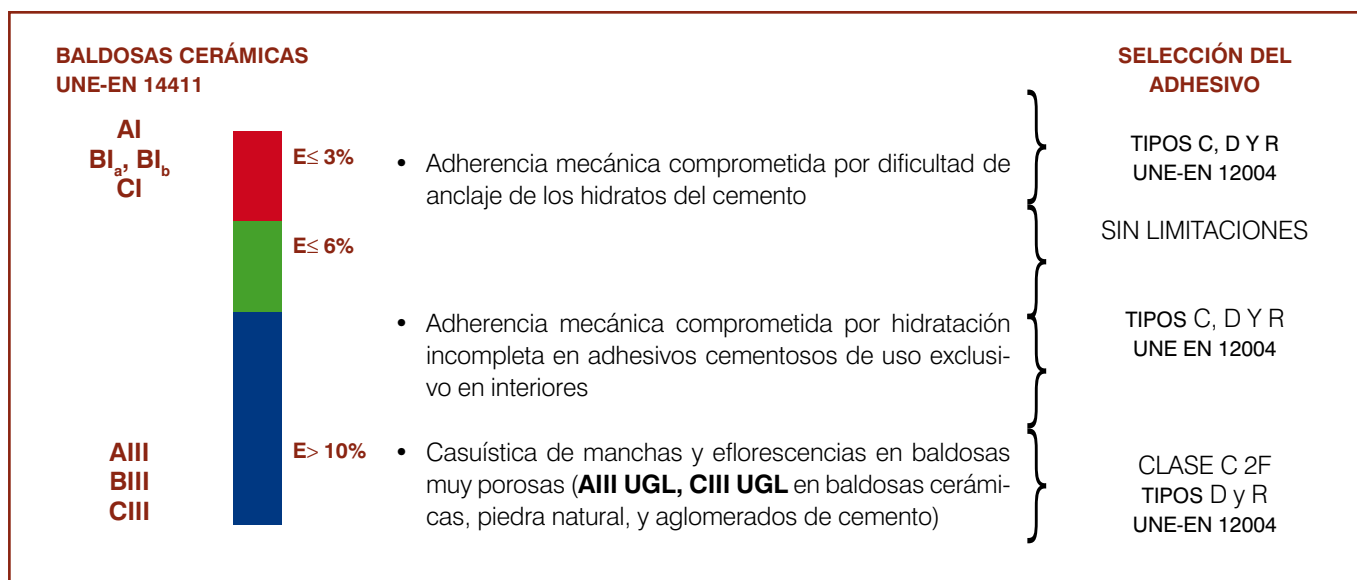 BALDOSAS CERÁMICAS
UNE-EN 14411
SELECCIÓN DEL
ADHESIVO
AI
BIa, BIb
CI
E≤ 3%
• Adherencia mecánica comprometida por dificultad de
anclaje de los hidratos del cemento
TIPOS C, D Y R
UNE-EN 12004
E≤ 6%
SIN LIMITACIONES
• Adherencia mecánica comprometida por hidratación
incompleta en adhesivos cementosos de uso exclusi-
vo en interiores
TIPOS C, D Y R
UNE EN 12004
AIII
BIII
CIII
E> 10%
• Casuística de manchas y eflorescencias en baldosas
muy porosas (AIII UGL, CIII UGL en baldosas cerámi-
cas, piedra natural, y aglomerados de cemento)
CLASE C 2F
TIPOS D y R
UNE-EN 12004